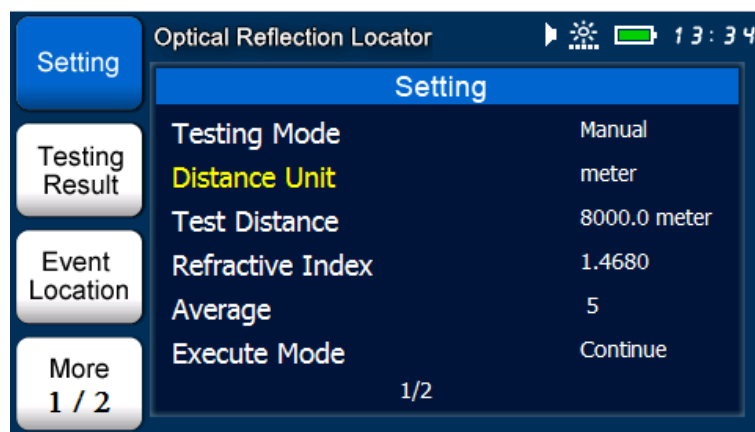 Optical Reflection Locator 13:34
Setting
Testing
Result
Event
Location
More
1 / 2
Setting
Testing Mode Manual
Distance Unit meter
Test Distance 8000.0 meter
Refractive Index 1.4680
Average 5
Execute Mode Continue
1/2